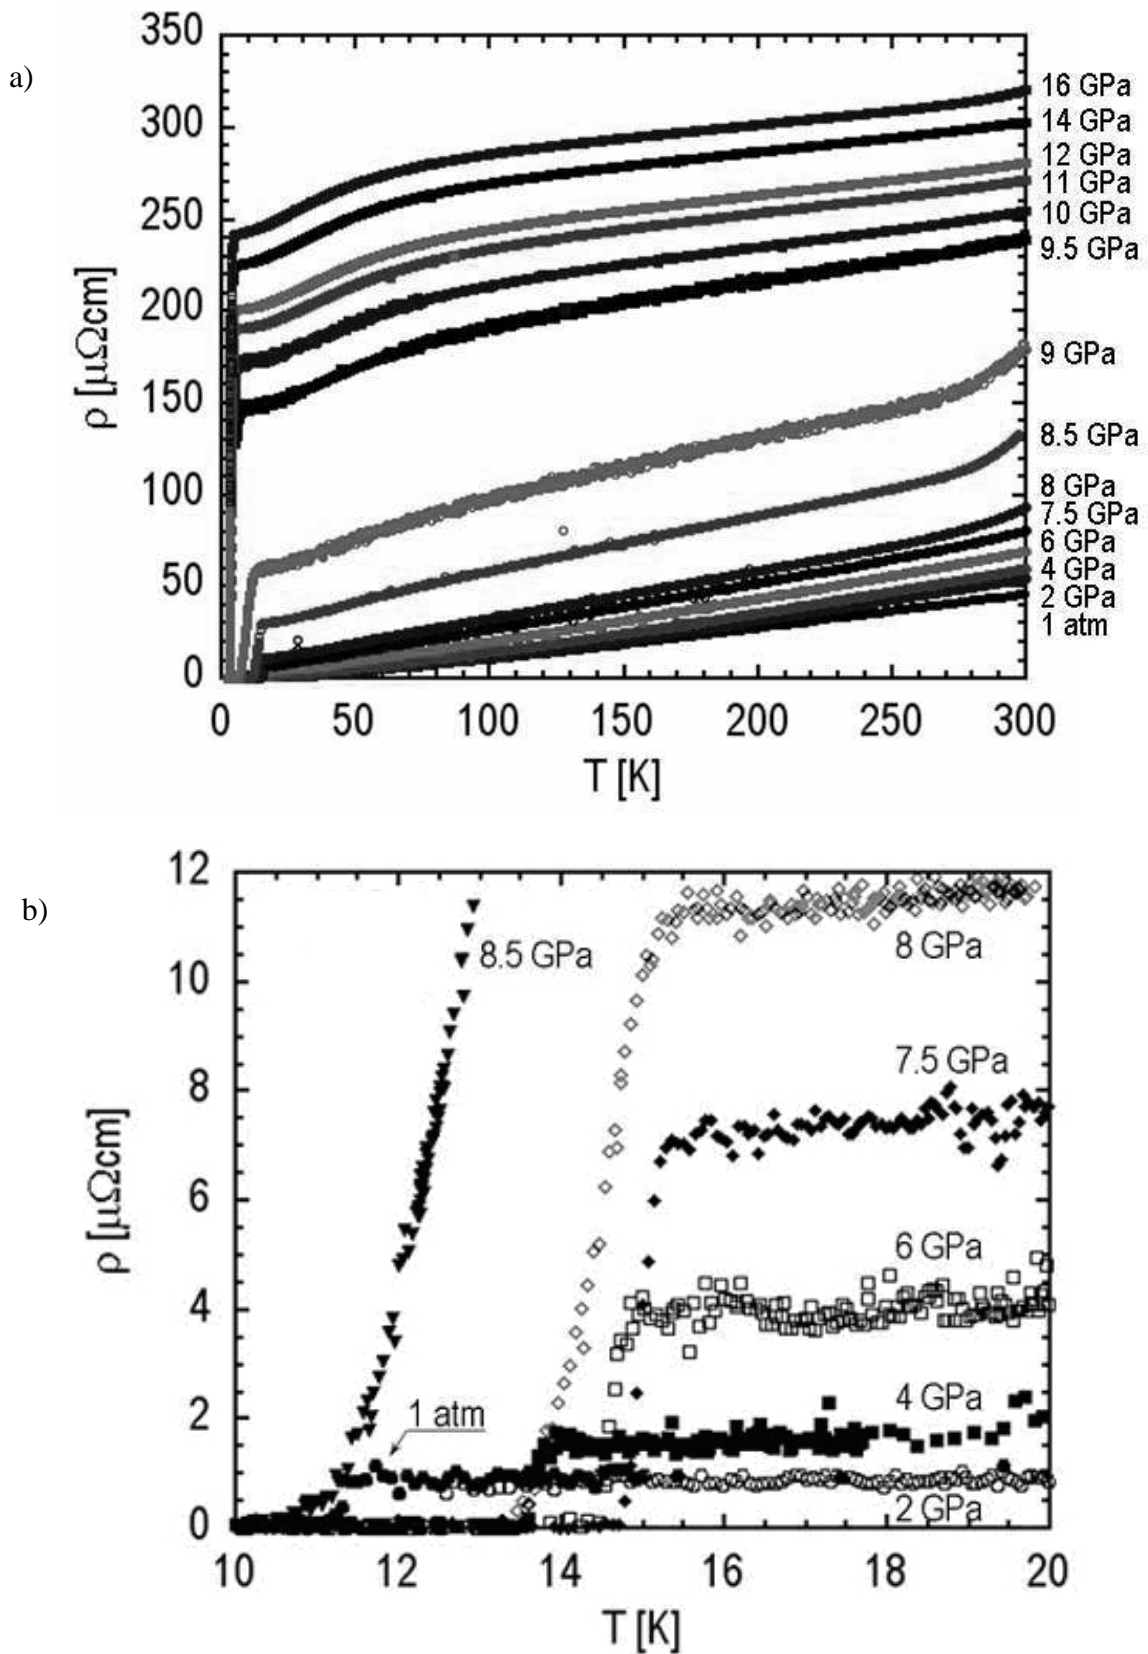 a)
350
300
250
200
150
100
50
0
ρ [μΩcm]
16 GPa
14 GPa
12 GPa
11 GPa
10 GPa
9.5 GPa
9 GPa
8.5 GPa
8 GPa
7.5 GPa
6 GPa
4 GPa
2 GPa
1 atm
0 50 100 150 200 250 300
T [K]
b)
12
10
8
6
4
2
0
ρ [μΩcm]
8.5 GPa
8 GPa
7.5 GPa
6 GPa
4 GPa
1 atm
2 GPa
10 12 14 16 18 20
T [K]